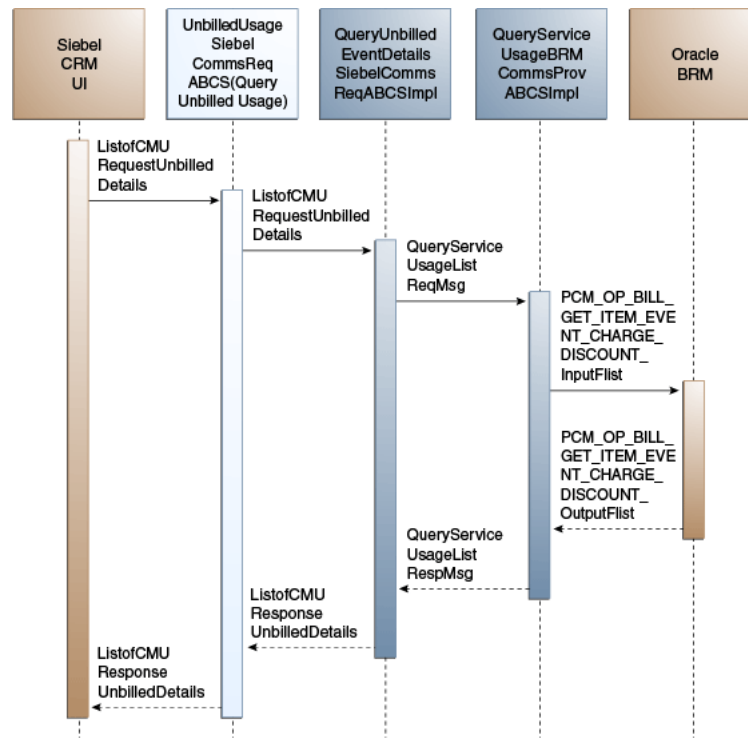 Siebel
CRM
UI
UnbilledUsage
Siebel
CommsReq
ABCS(Query
Unbilled Usage)
QueryUnbilled
EventDetails
SiebelComms
ReqABCSImpl
QueryService
UsageBRM
CommsProv
ABCSImpl
Oracle
BRM
ListofCMU
RequestUnbilled
Details
ListofCMU
RequestUnbilled
Details
QueryService
UsageList
ReqMsg
PCM_OP_BILL_
GET_ITEM_EVE
NT_CHARGE_
DISCOUNT_
InputFlist
PCM_OP_BILL_
GET_ITEM_EVE
NT_CHARGE_
DISCOUNT_
OutputFlist
QueryService
UsageList
RespMsg
ListofCMU
Response
UnbilledDetails
ListofCMU
Response
UnbilledDetails